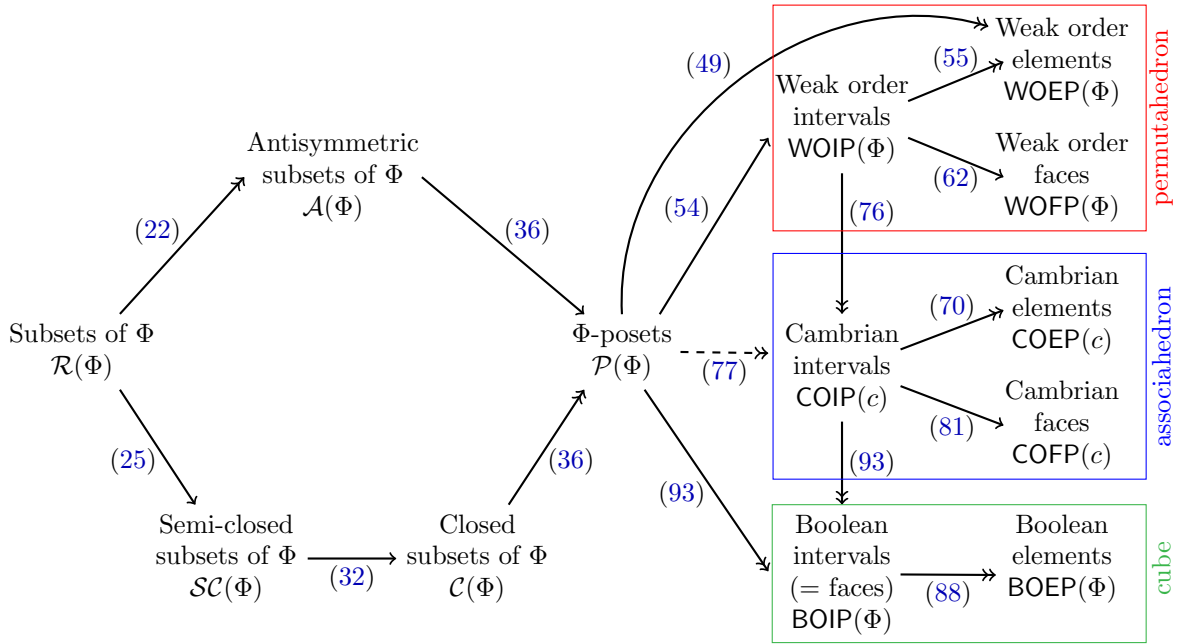 Weak order
elements
WOEP(Φ)
(49)
(55)
Weak order
intervals
WOIP(Φ)
Weak order
faces
WOFP(Φ)
(62)
permutahedron
Antisymmetric
subsets of Φ
𝒜(Φ)
(22)
(36)
(54)
(76)
Subsets of Φ
ℛ(Φ)
Φ-posets
𝒫(Φ)
(77)
Cambrian
intervals
COIP(c)
(70)
Cambrian
elements
COEP(c)
(81)
Cambrian
faces
COFP(c)
associahedron
(25)
(36)
(93)
(93)
Semi-closed
subsets of Φ
𝒮𝒞(Φ)
(32)
Closed
subsets of Φ
𝒞(Φ)
Boolean
intervals
(= faces)
BOIP(Φ)
(88)
Boolean
elements
BOEP(Φ)
cube